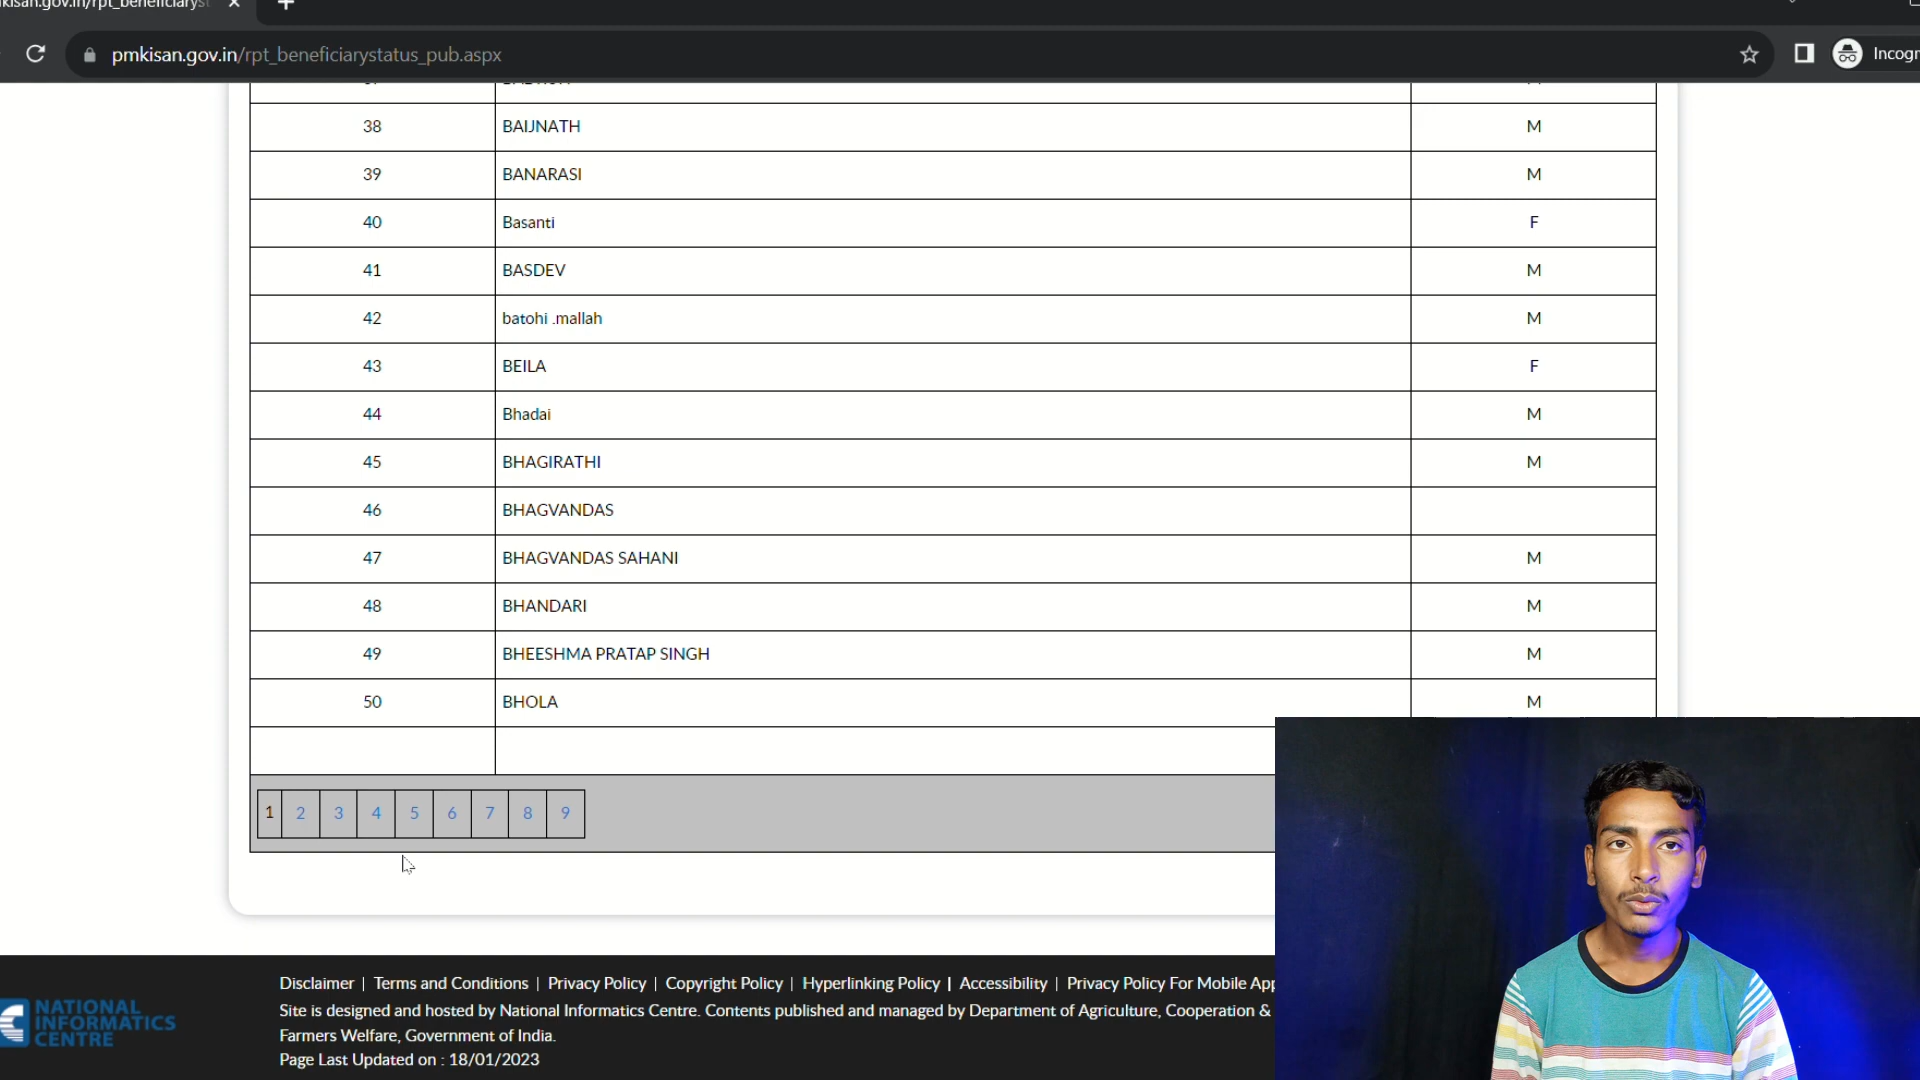 pmkisan.gov.in/rpt_beneficiarystatus_pub.aspx
38 BAIJNATH M
39 BANARASI M
40 Basanti F
41 BASDEV M
42 batohi .mallah M
43 BEILA F
44 Bhadai M
45 BHAGIRATHI M
46 BHAGVANDAS
47 BHAGVANDAS SAHANI M
48 BHANDARI M
49 BHEESHMA PRATAP SINGH M
50 BHOLA M
1 2 3 4 5 6 7 8 9
Disclaimer | Terms and Conditions | Privacy Policy | Copyright Policy | Hyperlinking Policy | Accessibility | Privacy Policy For Mobile App
NATIONAL
INFORMATICS
CENTRE
Site is designed and hosted by National Informatics Centre. Contents published and managed by Department of Agriculture, Cooperation &
Farmers Welfare, Government of India.
Page Last Updated on : 18/01/2023